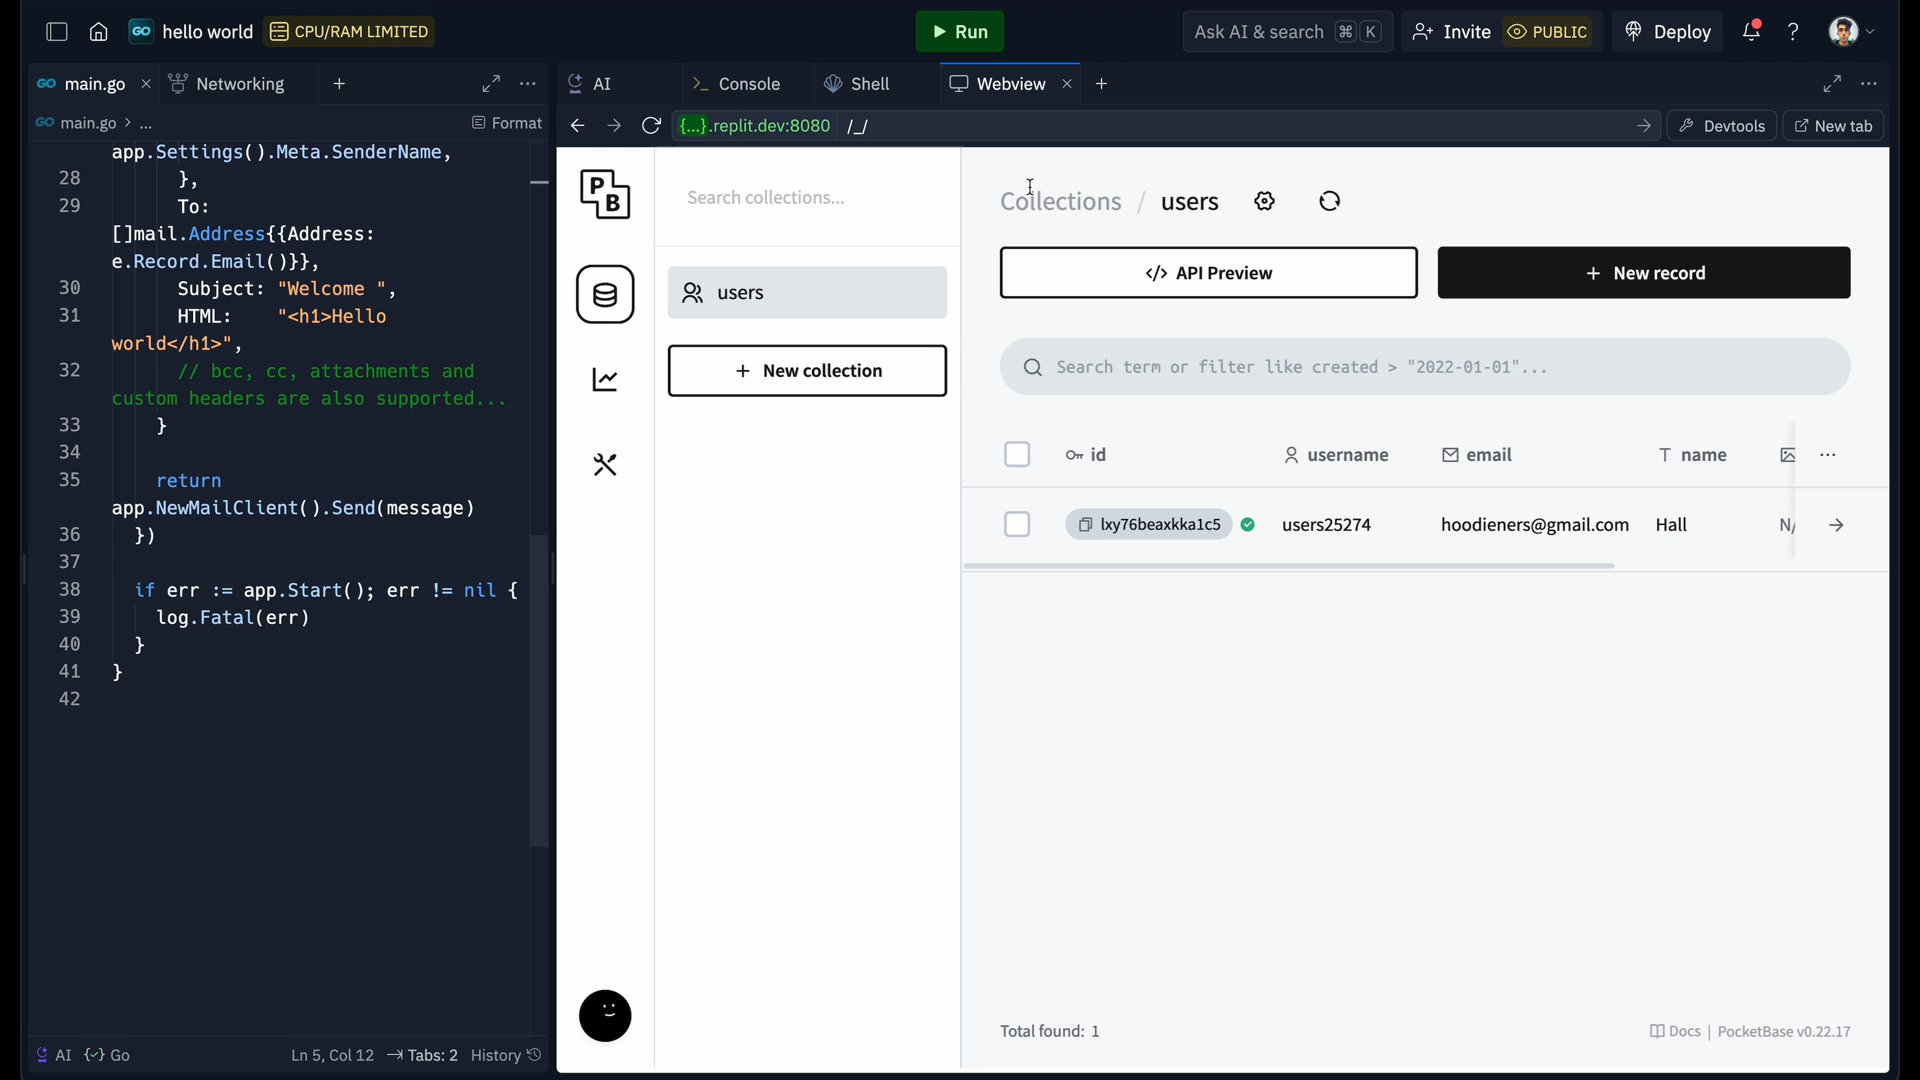 hello world CPU/RAM LIMITED
Run
Ask AI & search ⌘ K
Invite PUBLIC
Deploy
?
main.go × Networking +
AI Console Shell Webview × +
main.go > ...
Format
{...}.replit.dev:8080 /_/
Devtools New tab
app.Settings().Meta.SenderName,
28 },
29 To:
[]mail.Address{{Address:
e.Record.Email()}},
30 Subject: "Welcome ",
31 HTML: "<h1>Hello
world</h1>",
32 // bcc, cc, attachments and
custom headers are also supported...
33 }
34
35 return
app.NewMailClient().Send(message)
36 })
37
38 if err := app.Start(); err != nil {
39 log.Fatal(err)
40 }
41 }
42
AI Go
Ln 5, Col 12 Tabs: 2 History
PB
Search collections...
users
+ New collection
Collections / users
</> API Preview
+ New record
Search term or filter like created > "2022-01-01"...
id username email name ...
lxy76beaxkka1c5 users25274 hoodieners@gmail.com Hall N/
Total found: 1
Docs | PocketBase v0.22.17